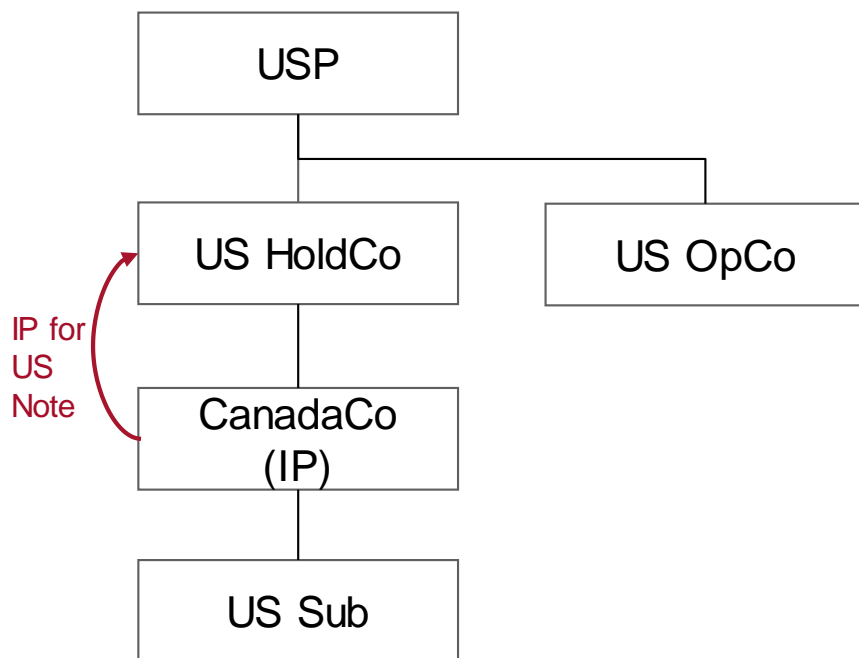 USP
US HoldCo
US OpCo
IP for
US
Note
CanadaCo
(IP)
US Sub